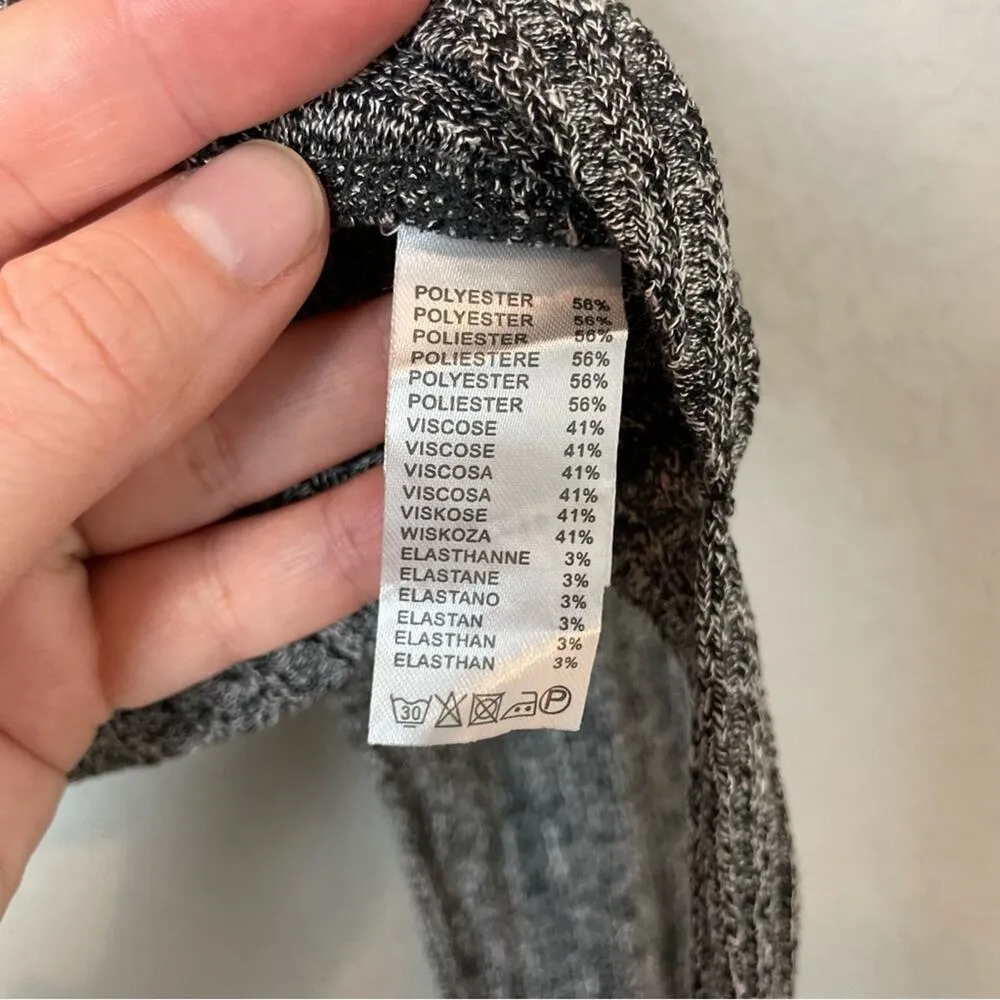 POLYESTER 56%
POLYESTER 56%
POLIESTER 56%
POLIESTERE 56%
POLYESTER 56%
POLIESTER 56%
VISCOSE 41%
VISCOSE 41%
VISCOSA 41%
VISCOSA 41%
VISKOSE 41%
WISKOZA 41%
ELASTHANNE 3%
ELASTANE 3%
ELASTANO 3%
ELASTAN 3%
ELASTHAN 3%
ELASTHAN 3%
30 P